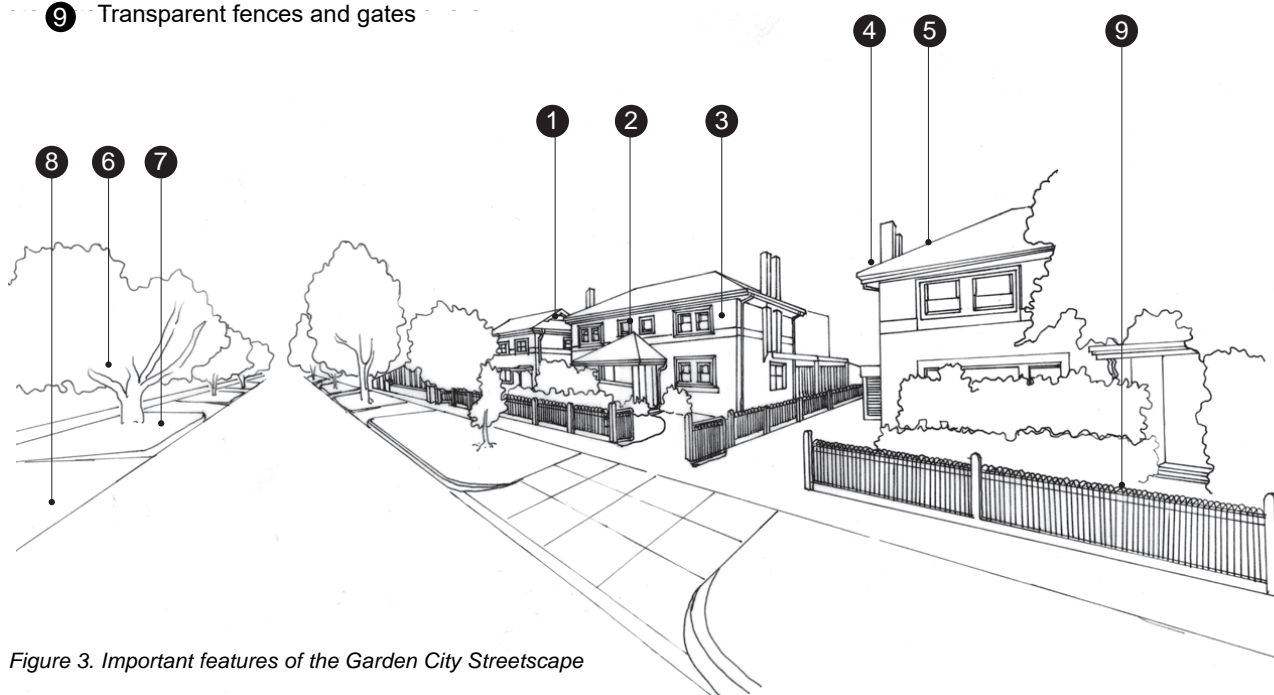 9 Transparent fences and gates
4 5 9
1 2 3
8 6 7
Figure 3. Important features of the Garden City Streetscape